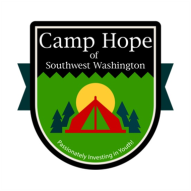 Camp Hope
of
Southwest Washington
Passionately Investing in Youth!